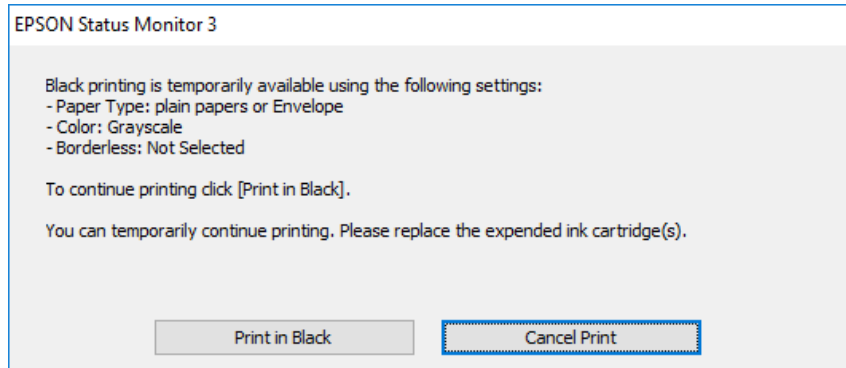 EPSON Status Monitor 3
Black printing is temporarily available using the following settings:
- Paper Type: plain papers or Envelope
- Color: Grayscale
- Borderless: Not Selected
To continue printing click [Print in Black].
You can temporarily continue printing. Please replace the expended ink cartridge(s).
Print in Black
Cancel Print